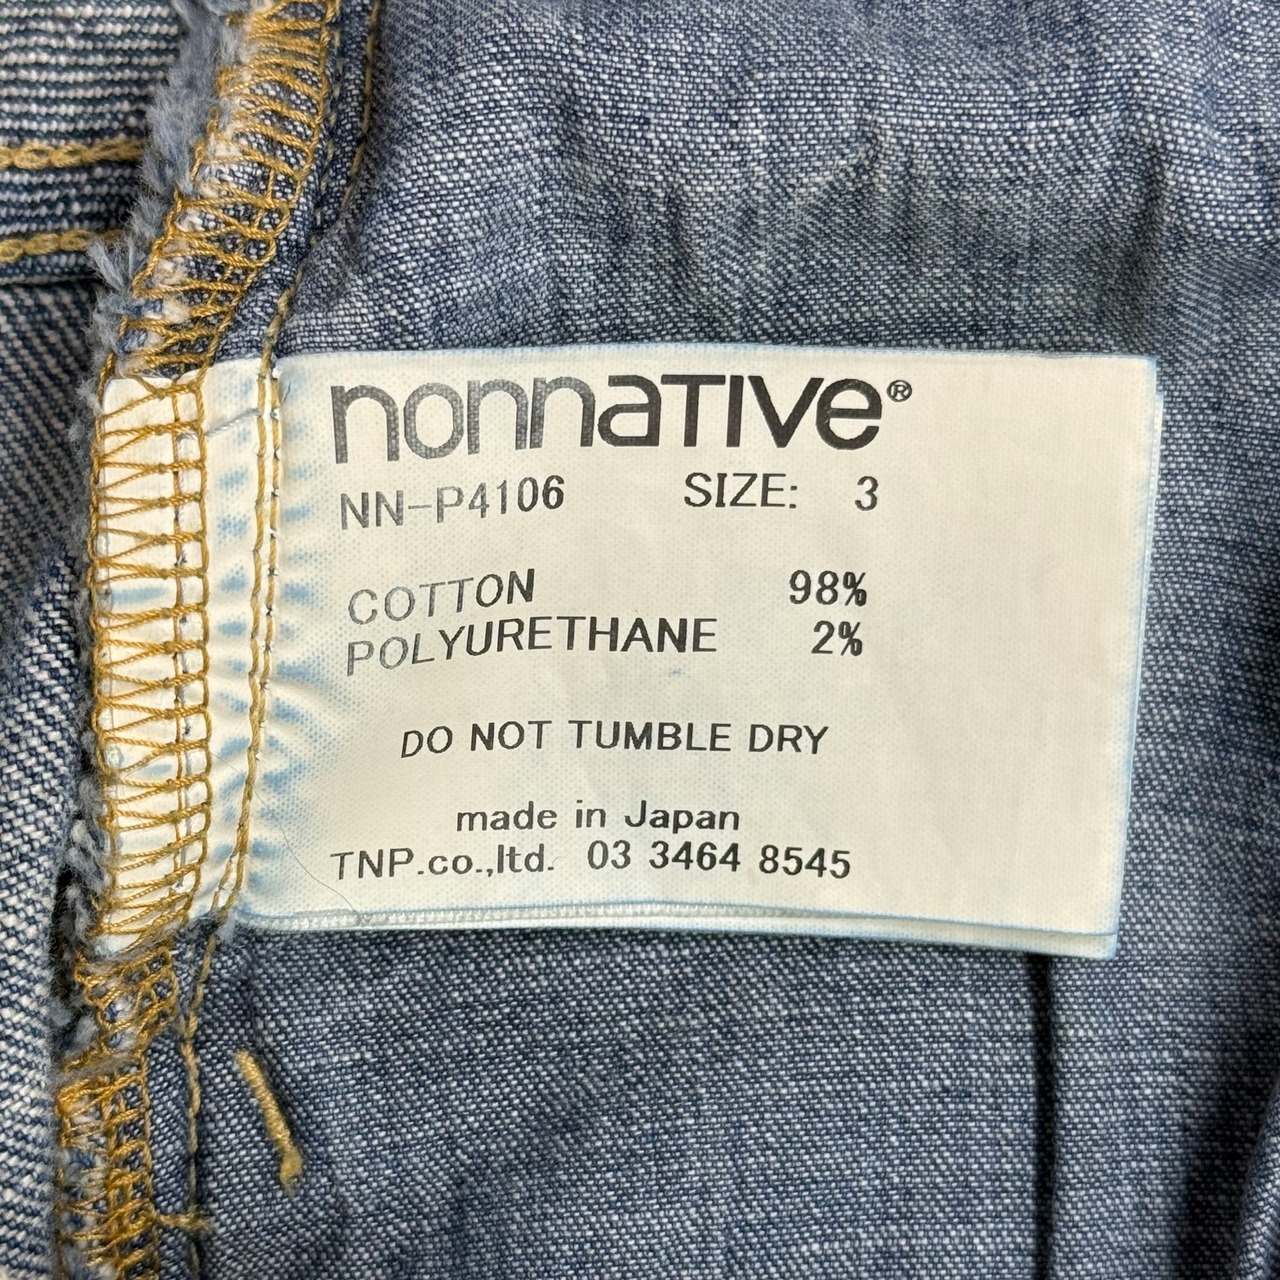 nonnative®
NN-P4106 SIZE: 3
COTTON 98%
POLYURETHANE 2%
DO NOT TUMBLE DRY
made in Japan
TNP.co.,ltd. 03 3464 8545